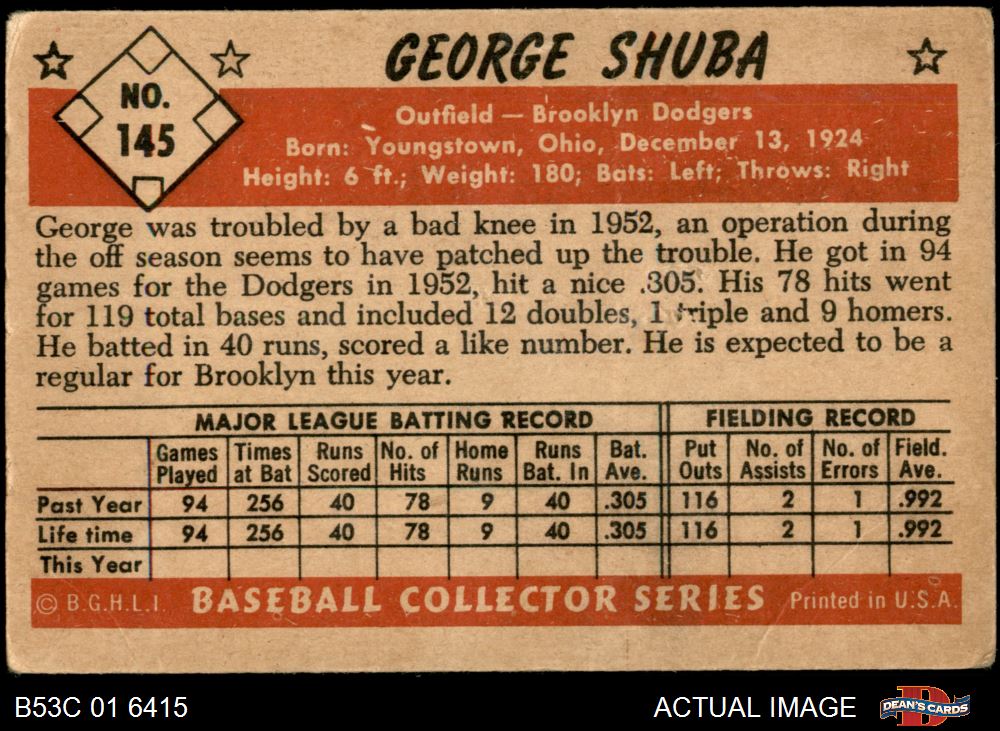 GEORGE SHUBA
NO.
145
Outfield — Brooklyn Dodgers
Born: Youngstown, Ohio, December 13, 1924
Height: 6 ft.; Weight: 180; Bats: Left; Throws: Right
George was troubled by a bad knee in 1952, an operation during
the off season seems to have patched up the trouble. He got in 94
games for the Dodgers in 1952, hit a nice .305. His 78 hits went
for 119 total bases and included 12 doubles, 1 triple and 9 homers.
He batted in 40 runs, scored a like number. He is expected to be a
regular for Brooklyn this year.
MAJOR LEAGUE BATTING RECORD FIELDING RECORD
Games Times Runs No. of Home Runs Bat. Put No. of No. of Field.
Played at Bat Scored Hits Runs Bat. In Ave. Outs Assists Errors Ave.
Past Year 94 256 40 78 9 40 .305 116 2 1 .992
Life time 94 256 40 78 9 40 .305 116 2 1 .992
This Year
© B.G.H.L.I. BASEBALL COLLECTOR SERIES Printed in U.S.A.
B53C 01 6415 ACTUAL IMAGE DEAN'S CARDS